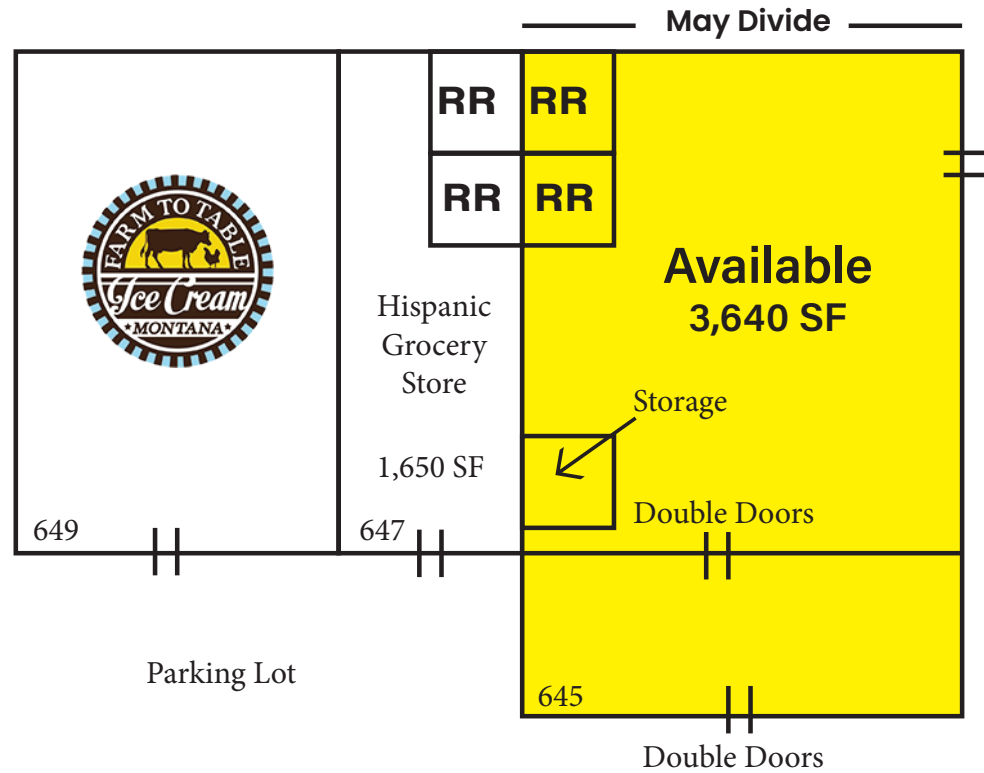 May Divide
RR
RR
RR
RR
FARM TO TABLE
Ice Cream
MONTANA
Available
3,640 SF
Hispanic
Grocery
Store
1,650 SF
Storage
Double Doors
649
647
645
Parking Lot
Double Doors